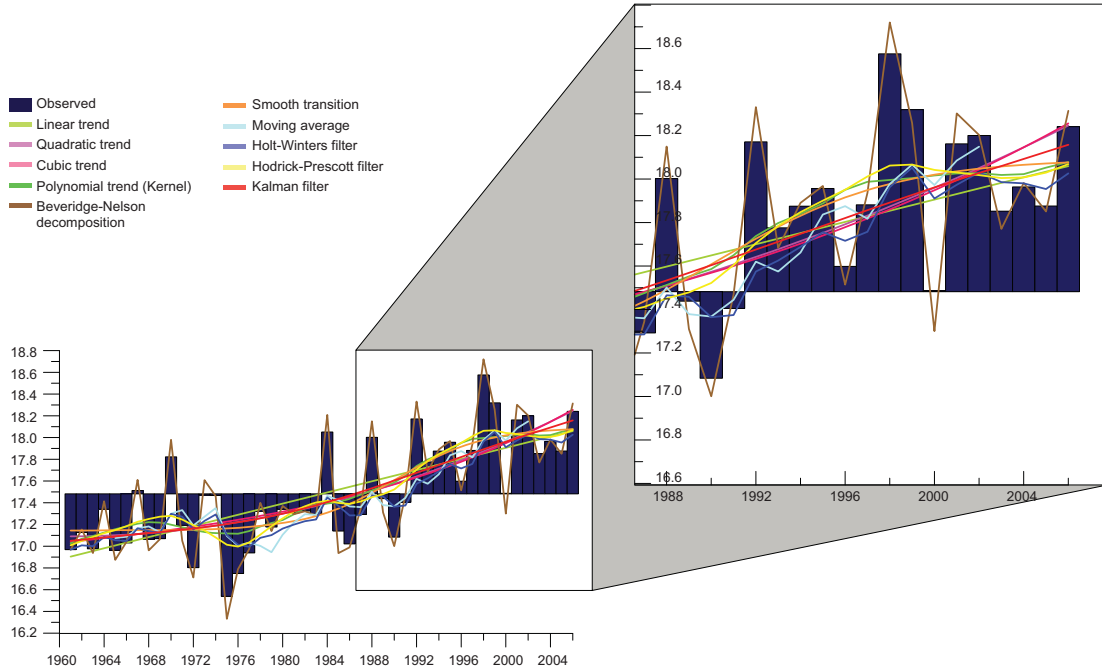 Observed
Linear trend
Quadratic trend
Cubic trend
Polynomial trend (Kernel)
Beveridge-Nelson
decomposition
Smooth transition
Moving average
Holt-Winters filter
Hodrick-Prescott filter
Kalman filter
18.6
18.4
18.2
18.0
17.8
17.6
17.4
17.2
17.0
16.8
16.6
1988 1992 1996 2000 2004
18.8
18.6
18.4
18.2
18.0
17.8
17.6
17.4
17.2
17.0
16.8
16.6
16.4
16.2
1960 1964 1968 1972 1976 1980 1984 1988 1992 1996 2000 2004